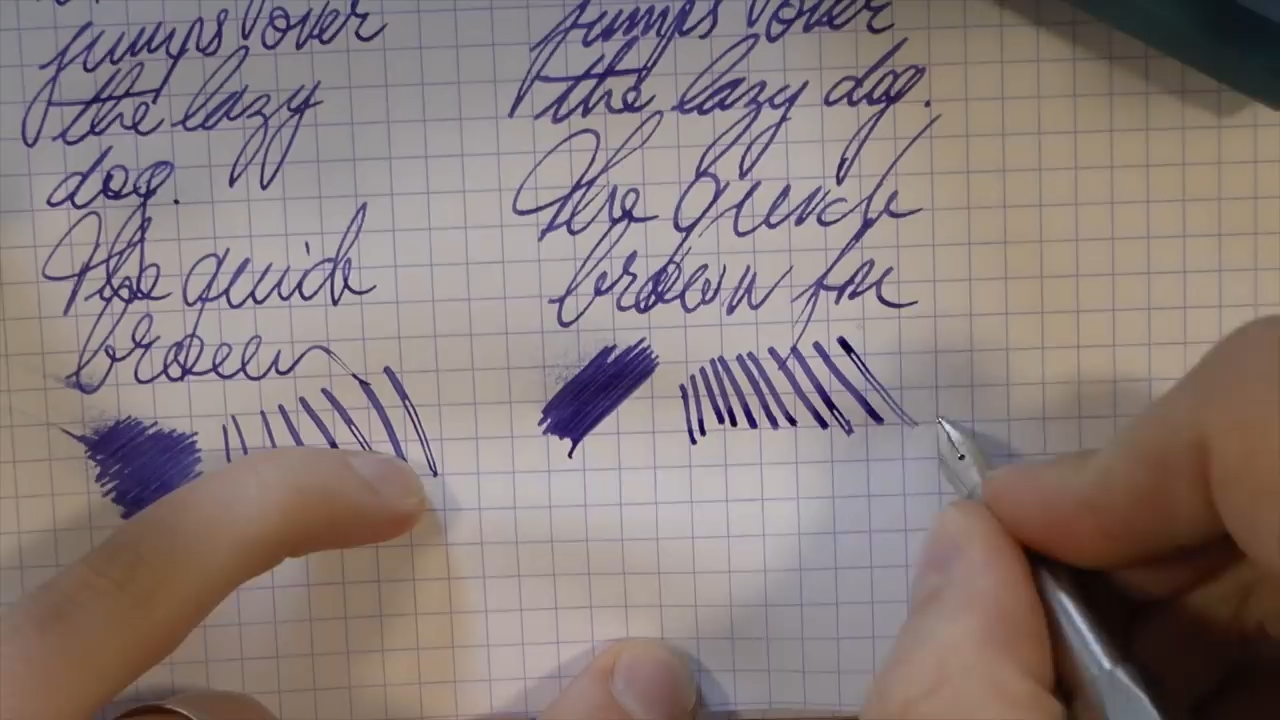 jumps over
the lazy
dog.
The quick
brown
jumps over
the lazy dog.
The quick
brown fox